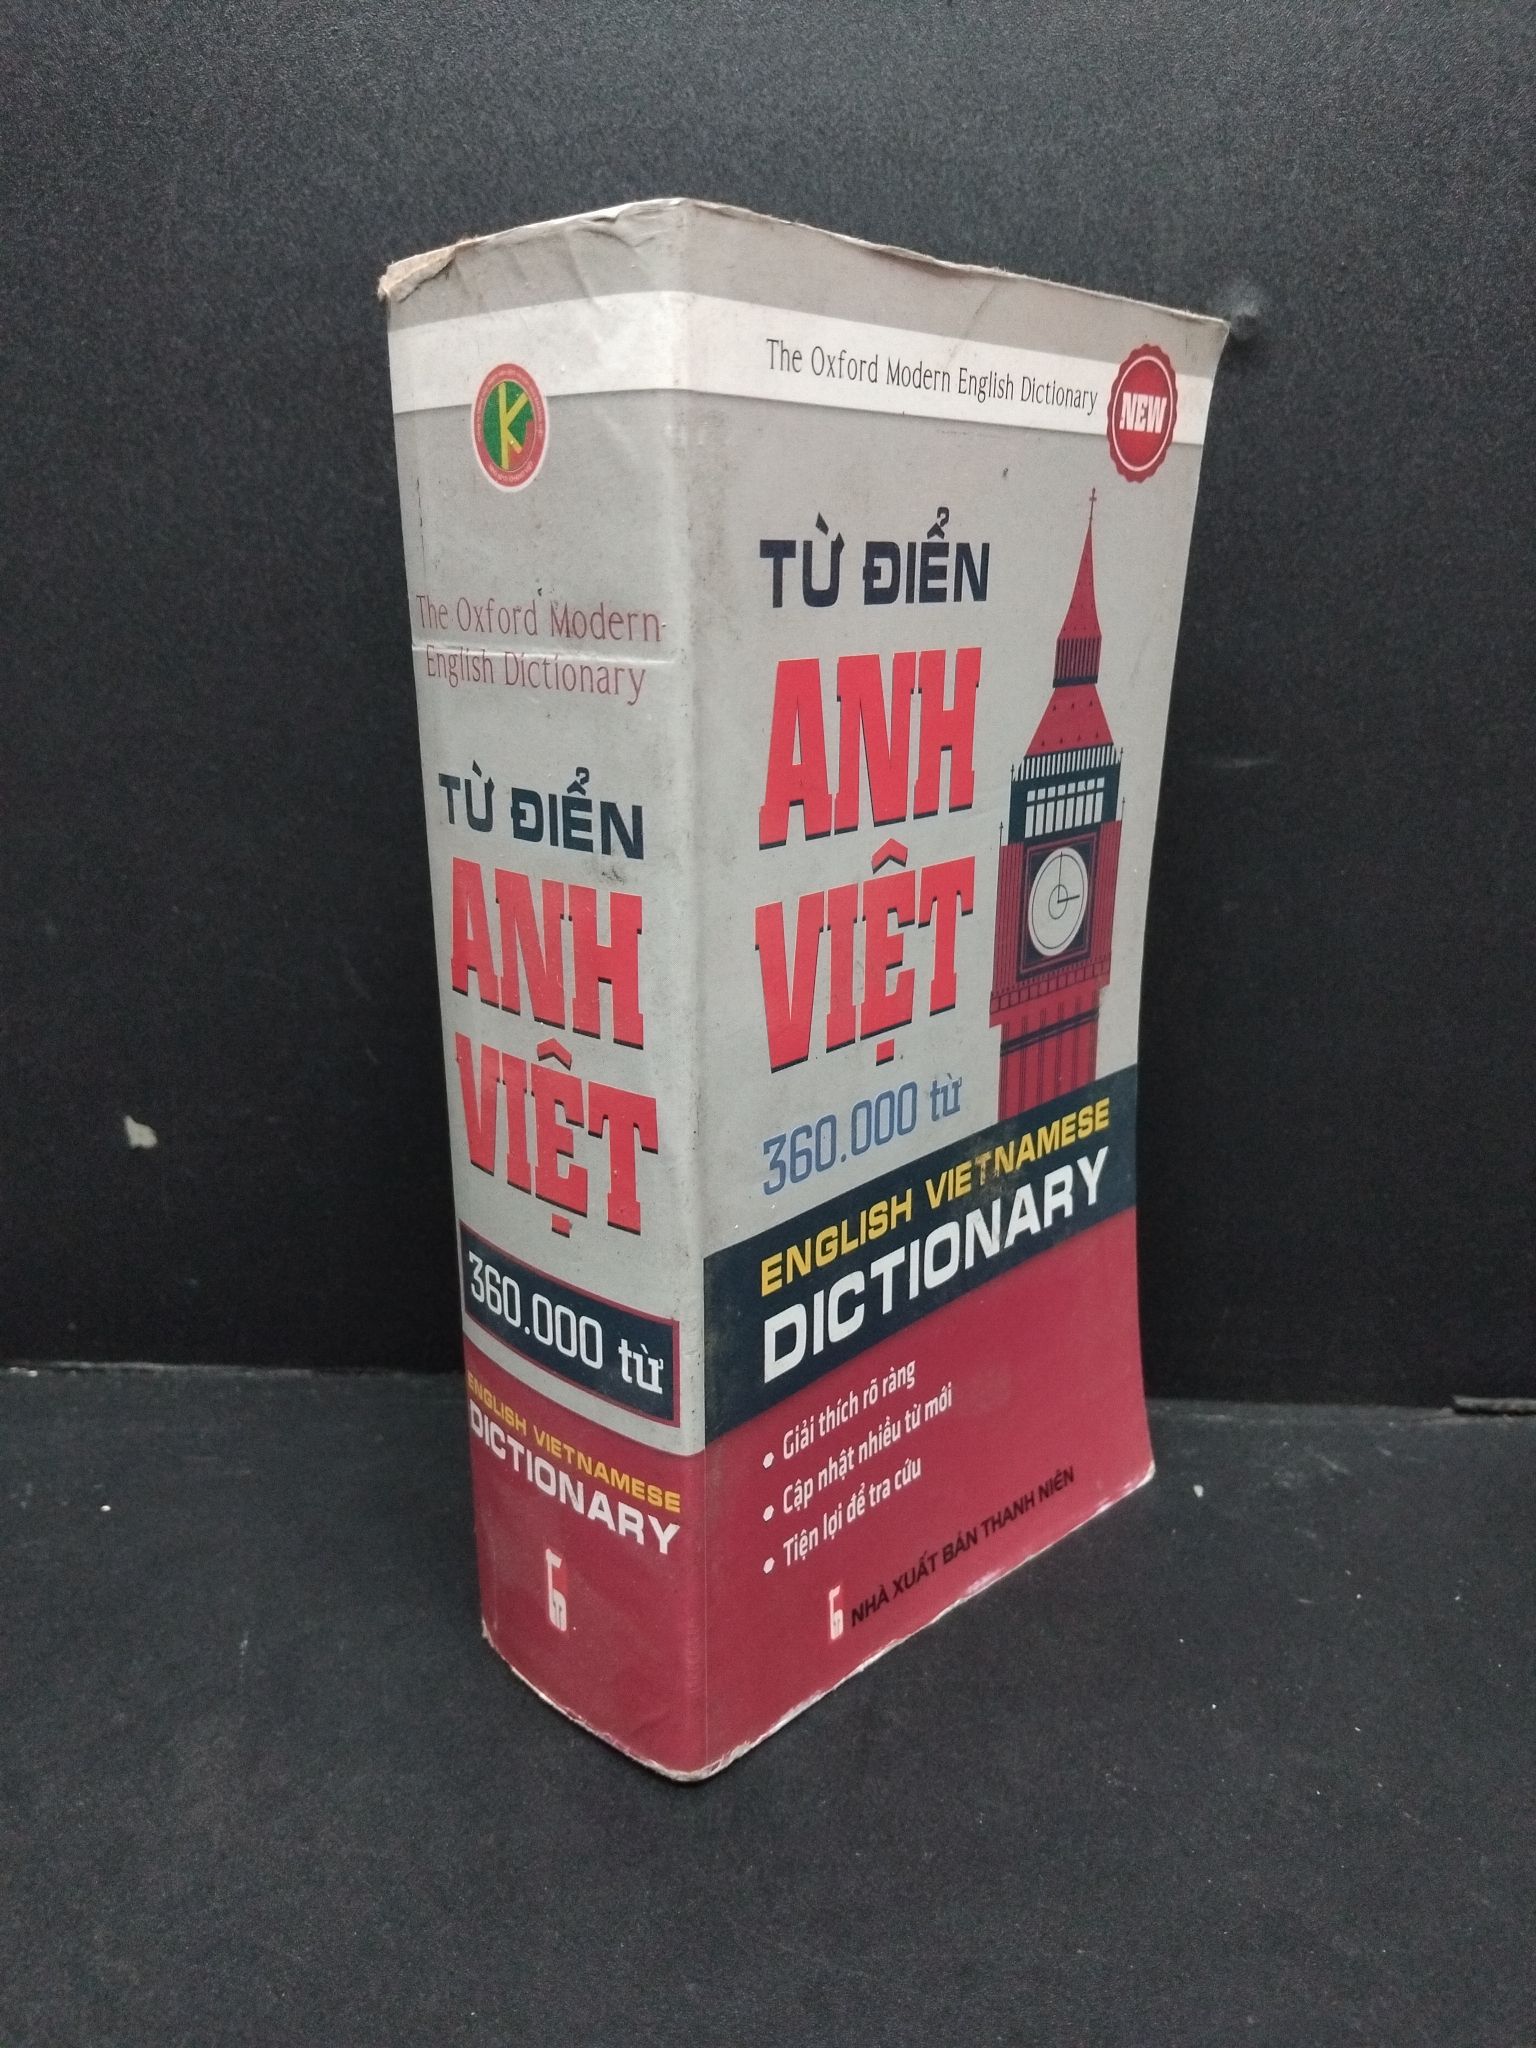 The Oxford Modern
English Dictionary
TỪ ĐIỂN
ANH
VIỆT
360.000 từ
ENGLISH VIETNAMESE
DICTIONARY
The Oxford Modern English Dictionary
NEW
TỪ ĐIỂN
ANH
VIỆT
360.000 từ
ENGLISH VIETNAMESE
DICTIONARY
• Giải thích rõ ràng
• Cập nhật nhiều từ mới
• Tiện lợi để tra cứu
NHÀ XUẤT BẢN THANH NIÊN